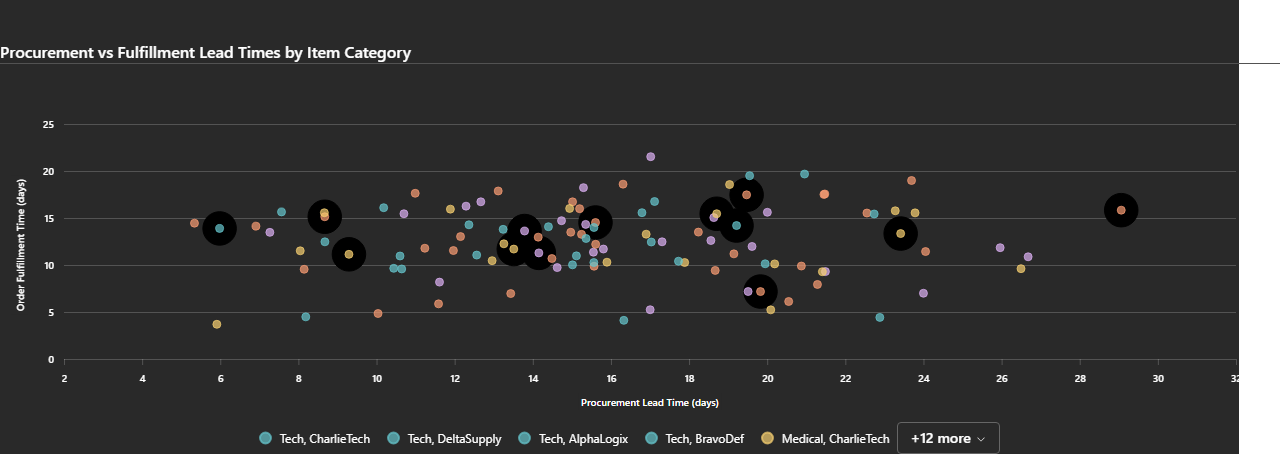 Procurement vs Fulfillment Lead Times by Item Category
25
20
15
10
5
0
Order Fulfillment Time (days)
2 4 6 8 10 12 14 16 18 20 22 24 26 28 30 32
Procurement Lead Time (days)
Tech, CharlieTech Tech, DeltaSupply Tech, AlphaLogix Tech, BravoDef Medical, CharlieTech +12 more